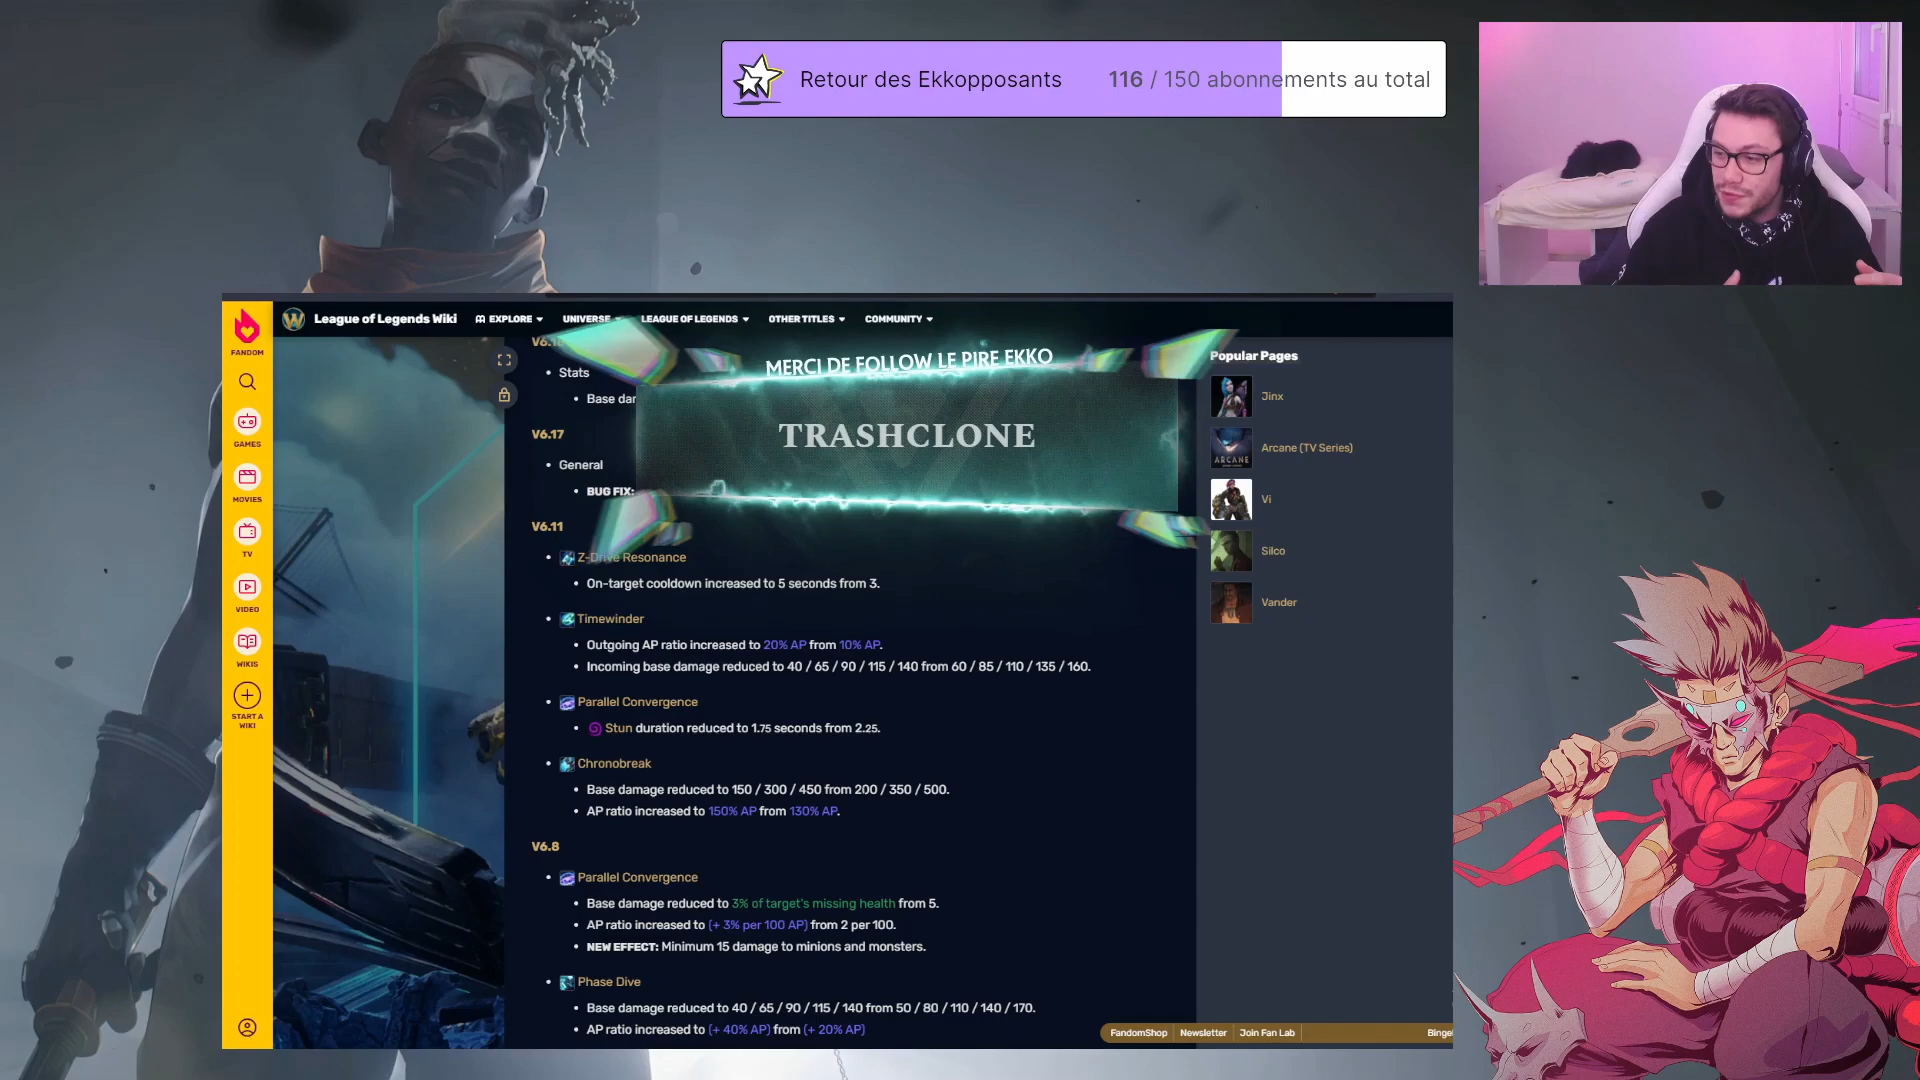 Retour des Ekkopposants 116 / 150 abonnements au total
FANDOM
GAMES
MOVIES
TV
VIDEO
WIKIS
START A
WIKI
League of Legends Wiki EXPLORE UNIVERSE LEAGUE OF LEGENDS OTHER TITLES COMMUNITY
Stats
Base dar
V6.17
General
BUG FIX:
MERCI DE FOLLOW LE PIRE EKKO
TRASHCLONE
V6.11
Z-Drive Resonance
On-target cooldown increased to 5 seconds from 3.
Timewinder
Outgoing AP ratio increased to 20% AP from 10% AP.
Incoming base damage reduced to 40 / 65 / 90 / 115 / 140 from 60 / 85 / 110 / 135 / 160.
Parallel Convergence
Stun duration reduced to 1.75 seconds from 2.25.
Chronobreak
Base damage reduced to 150 / 300 / 450 from 200 / 350 / 500.
AP ratio increased to 150% AP from 130% AP.
V6.8
Parallel Convergence
Base damage reduced to 3% of target's missing health from 5.
AP ratio increased to (+ 3% per 100 AP) from 2 per 100.
NEW EFFECT: Minimum 15 damage to minions and monsters.
Phase Dive
Base damage reduced to 40 / 65 / 90 / 115 / 140 from 50 / 80 / 110 / 140 / 170.
AP ratio increased to (+ 40% AP) from (+ 20% AP)
Popular Pages
Jinx
Arcane (TV Series)
ARCANE
Vi
Silco
Vander
FandomShop Newsletter Join Fan Lab Binge